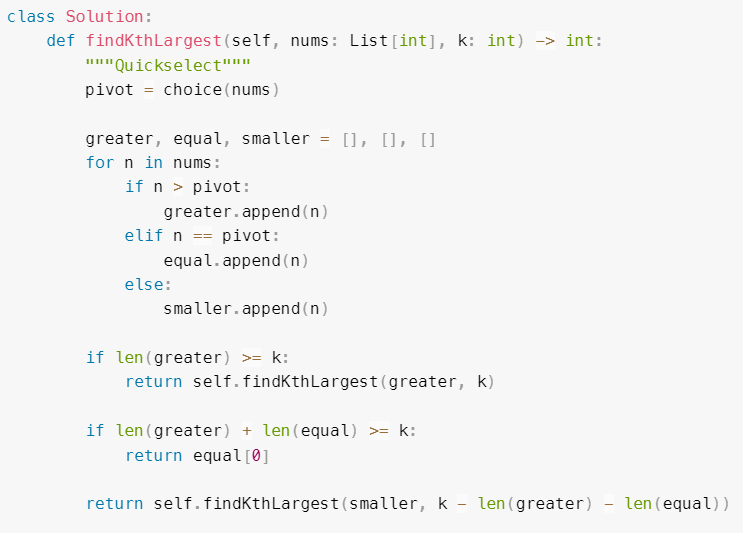 class Solution:
    def findKthLargest(self, nums: List[int], k: int) -> int:
        """Quickselect"""
        pivot = choice(nums)

        greater, equal, smaller = [], [], []
        for n in nums:
            if n > pivot:
                greater.append(n)
            elif n == pivot:
                equal.append(n)
            else:
                smaller.append(n)

        if len(greater) >= k:
            return self.findKthLargest(greater, k)

        if len(greater) + len(equal) >= k:
            return equal[0]

        return self.findKthLargest(smaller, k - len(greater) - len(equal))